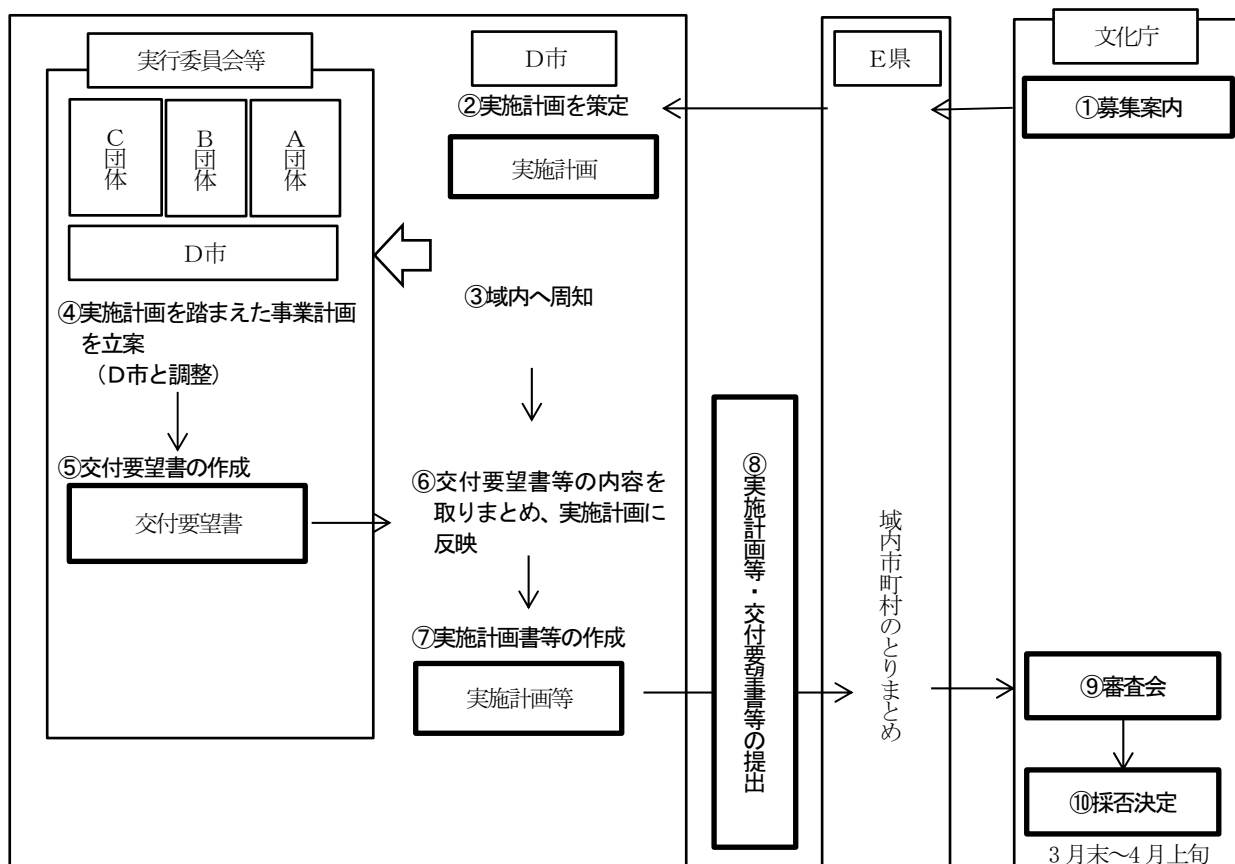 実行委員会等
D市
E県
文化庁
②実施計画を策定
①募集案内
C団体
B団体
A団体
実施計画
D市
③域内へ周知
④実施計画を踏まえた事業計画
を立案
（D市と調整）
⑤交付要望書の作成
交付要望書
⑥交付要望書等の内容を
取りまとめ、実施計画に
反映
⑦実施計画書等の作成
実施計画等
⑧実施計画等・交付要望書等の提出
域内市町村のとりまとめ
⑨審査会
⑩採否決定
3月末～4月上旬